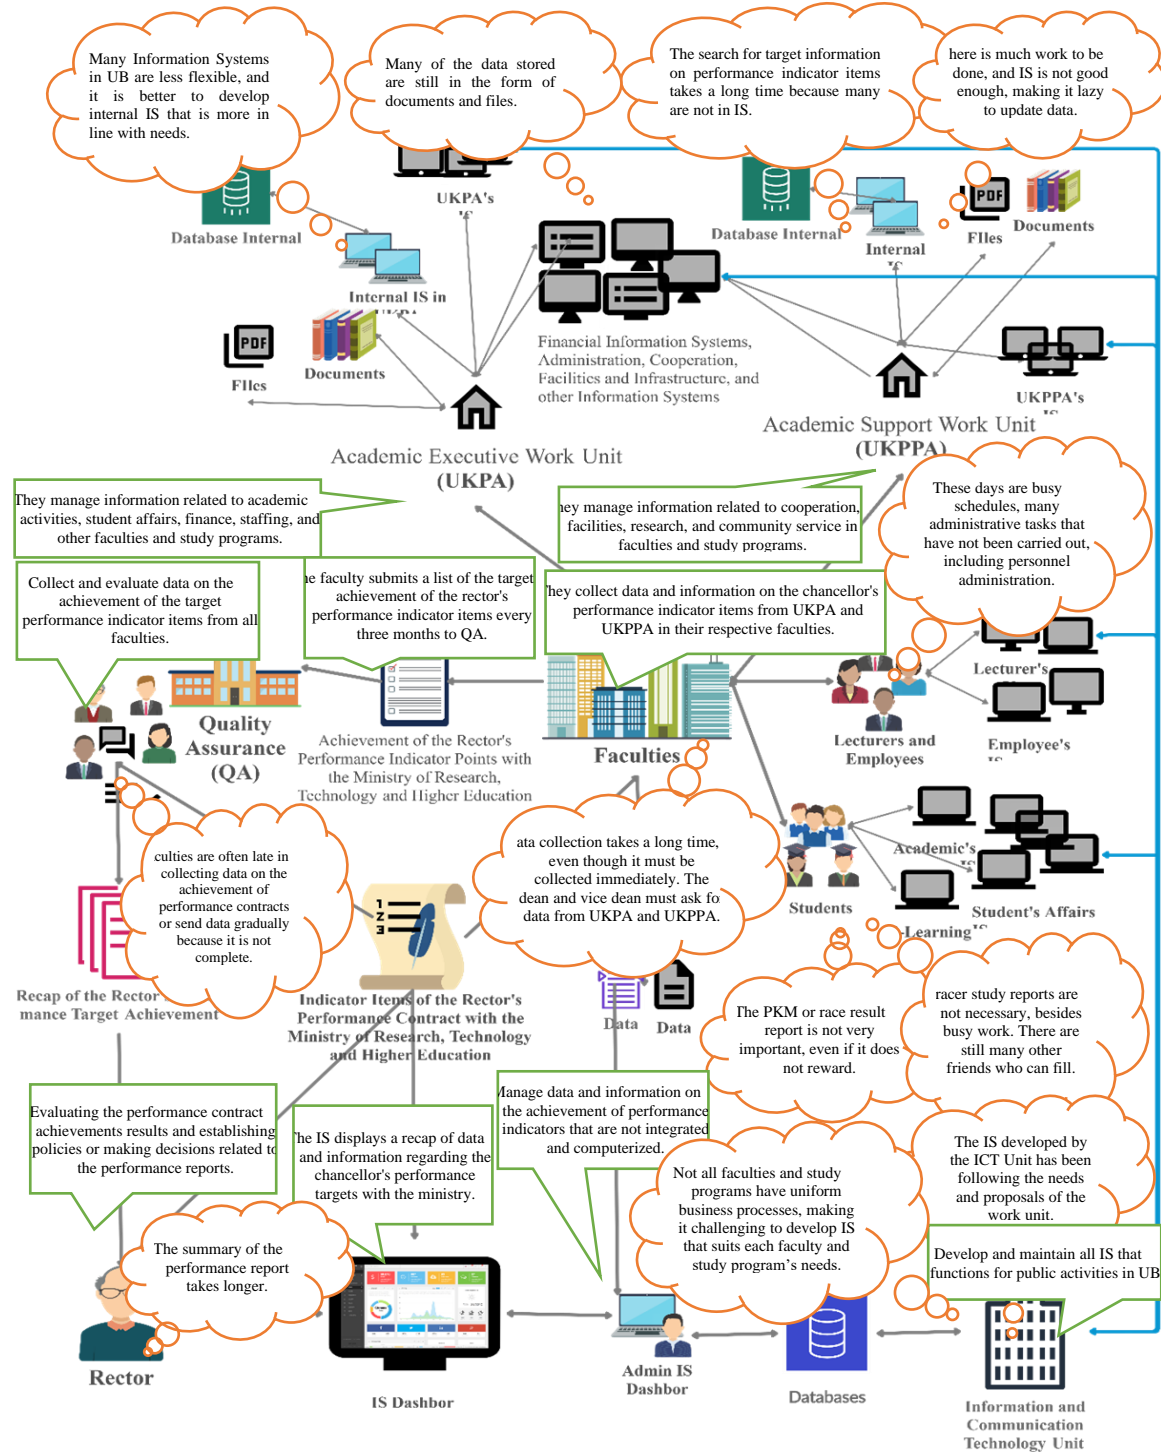 Many Information Systems
in UB are less flexible, and
it is better to develop
internal IS that is more in
line with needs.
Many of the data stored
are still in the form of
documents and files.
The search for target information
on performance indicator items
takes a long time because many
are not in IS.
here is much work to be
done, and IS is not good
enough, making it lazy
to update data.
UKPA's
Database Internal
Internal IS in
FIles
Documents
Financial Information Systems,
Administration, Cooperation,
Facilities and Infrastructure, and
other Information Systems
Database Internal
Internal
PDF
FIles
Documents
PDF
UKPPA's
Academic Executive Work Unit
(UKPA)
Academic Support Work Unit
(UKPPA)
They manage information related to academic
activities, student affairs, finance, staffing, and
other faculties and study programs.
ey manage information related to cooperation,
facilities, research, and community service in
faculties and study programs.
These days are busy
schedules, many
administrative tasks that
have not been carried out,
including personnel
administration.
Collect and evaluate data on the
achievement of the target
performance indicator items from all
faculties.
e faculty submits a list of the target
achievement of the rector's
performance indicator items every
three months to QA.
hey collect data and information on the chancellor's
performance indicator items from UKPA and
UKPPA in their respective faculties.
Quality
Assurance
(QA)
Achievement of the Rector's
Performance Indicator Points with
the Ministry of Research,
Technology and Higher Education
Faculties
Lecturers and
Employees
Lecturer's
Employee's
culties are often late in
collecting data on the
achievement of
performance contracts
or send data gradually
because it is not
complete.
ata collection takes a long time,
even though it must be
collected immediately. The
dean and vice dean must ask fo
data from UKPA and UKPPA.
Students
Academic's
IS
-Learning
Student's Affairs
Recap of the Rector
mance Target Achievement
1
2
3
Indicator Items of the Rector's
Performance Contract with the
Ministry of Research, Technology
and Higher Education
Data
Data
The PKM or race result
report is not very
important, even if it does
not reward.
racer study reports are
not necessary, besides
busy work. There are
still many other
friends who can fill.
Evaluating the performance contract
achievements results and establishing
policies or making decisions related to
the performance reports.
he IS displays a recap of data
and information regarding the
chancellor's performance
targets with the ministry.
Manage data and information on
the achievement of performance
indicators that are not integrated
and computerized.
Not all faculties and study
programs have uniform
business processes, making
it challenging to develop IS
that suits each faculty and
study program's needs.
The IS developed by
the ICT Unit has been
following the needs
and proposals of the
work unit.
Develop and maintain all IS that
functions for public activities in UB
The summary of the
performance report
takes longer.
Rector
IS Dashbor
Admin IS
Dashbor
Databases
Information and
Communication
Technology Unit